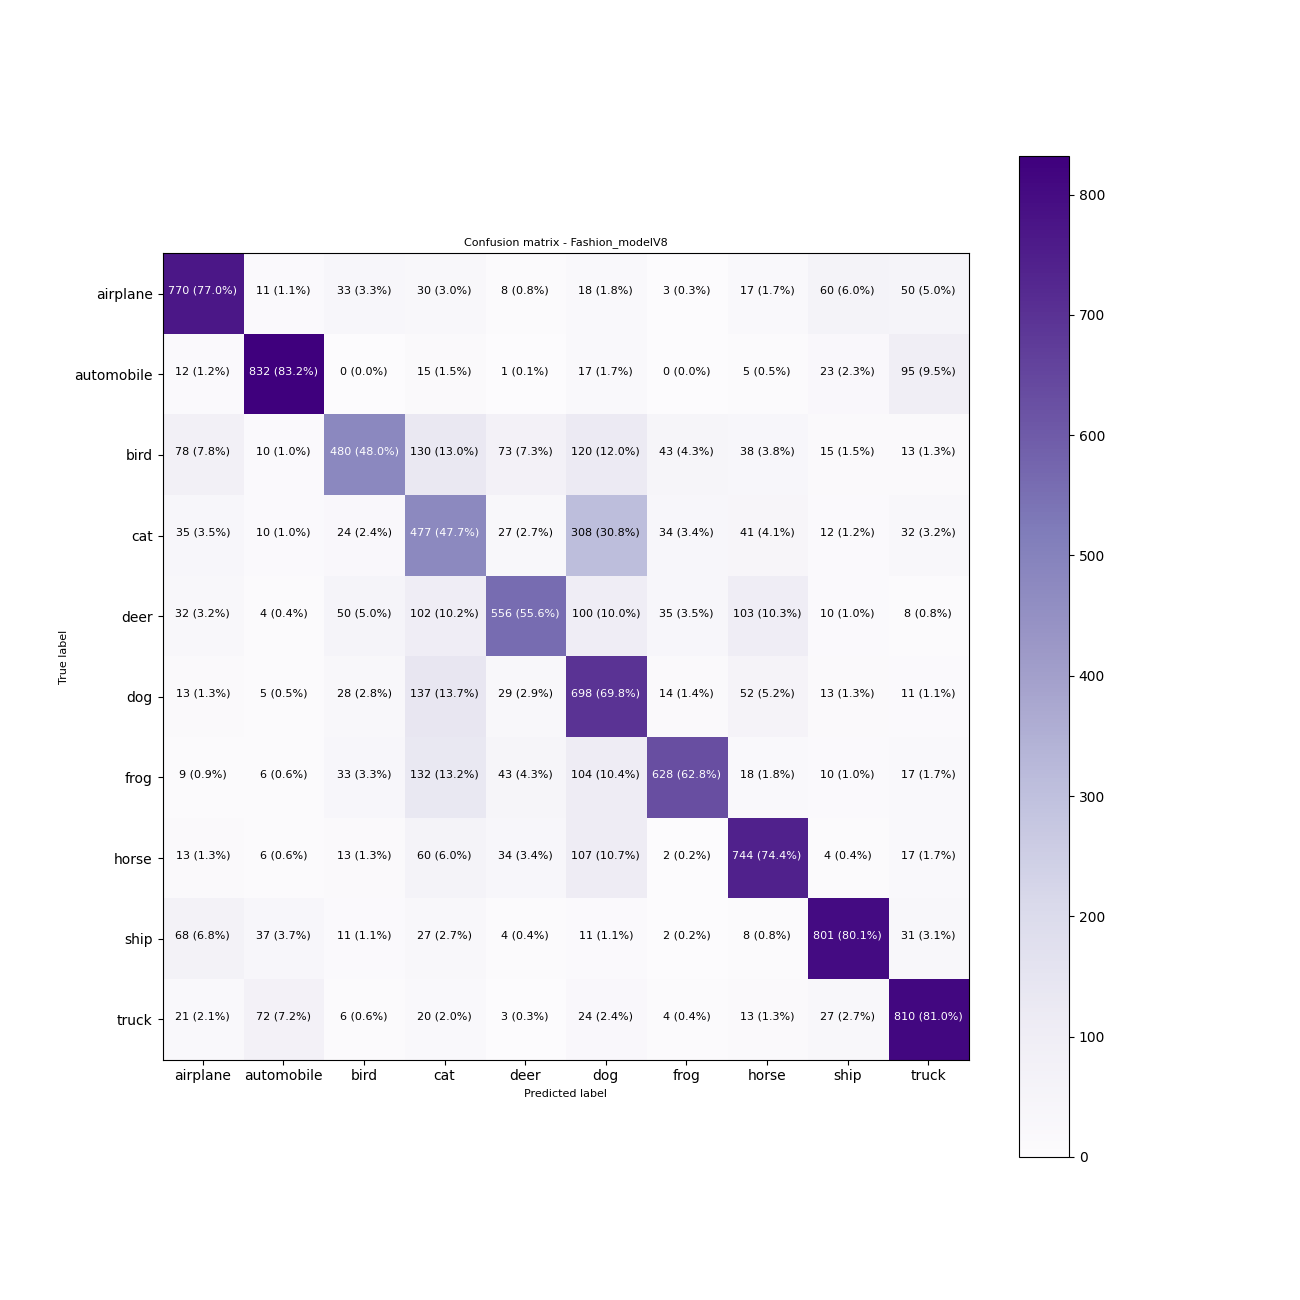 Confusion matrix - Fashion_modelV8
airplane 770 (77.0%) 11 (1.1%) 33 (3.3%) 30 (3.0%) 8 (0.8%) 18 (1.8%) 3 (0.3%) 17 (1.7%) 60 (6.0%) 50 (5.0%)
automobile 12 (1.2%) 832 (83.2%) 0 (0.0%) 15 (1.5%) 1 (0.1%) 17 (1.7%) 0 (0.0%) 5 (0.5%) 23 (2.3%) 95 (9.5%)
bird 78 (7.8%) 10 (1.0%) 480 (48.0%) 130 (13.0%) 73 (7.3%) 120 (12.0%) 43 (4.3%) 38 (3.8%) 15 (1.5%) 13 (1.3%)
cat 35 (3.5%) 10 (1.0%) 24 (2.4%) 477 (47.7%) 27 (2.7%) 308 (30.8%) 34 (3.4%) 41 (4.1%) 12 (1.2%) 32 (3.2%)
deer 32 (3.2%) 4 (0.4%) 50 (5.0%) 102 (10.2%) 556 (55.6%) 100 (10.0%) 35 (3.5%) 103 (10.3%) 10 (1.0%) 8 (0.8%)
dog 13 (1.3%) 5 (0.5%) 28 (2.8%) 137 (13.7%) 29 (2.9%) 698 (69.8%) 14 (1.4%) 52 (5.2%) 13 (1.3%) 11 (1.1%)
frog 9 (0.9%) 6 (0.6%) 33 (3.3%) 132 (13.2%) 43 (4.3%) 104 (10.4%) 628 (62.8%) 18 (1.8%) 10 (1.0%) 17 (1.7%)
horse 13 (1.3%) 6 (0.6%) 13 (1.3%) 60 (6.0%) 34 (3.4%) 107 (10.7%) 2 (0.2%) 744 (74.4%) 4 (0.4%) 17 (1.7%)
ship 68 (6.8%) 37 (3.7%) 11 (1.1%) 27 (2.7%) 4 (0.4%) 11 (1.1%) 2 (0.2%) 8 (0.8%) 801 (80.1%) 31 (3.1%)
truck 21 (2.1%) 72 (7.2%) 6 (0.6%) 20 (2.0%) 3 (0.3%) 24 (2.4%) 4 (0.4%) 13 (1.3%) 27 (2.7%) 810 (81.0%)
airplane automobile bird cat deer dog frog horse ship truck
Predicted label
True label
800
700
600
500
400
300
200
100
0